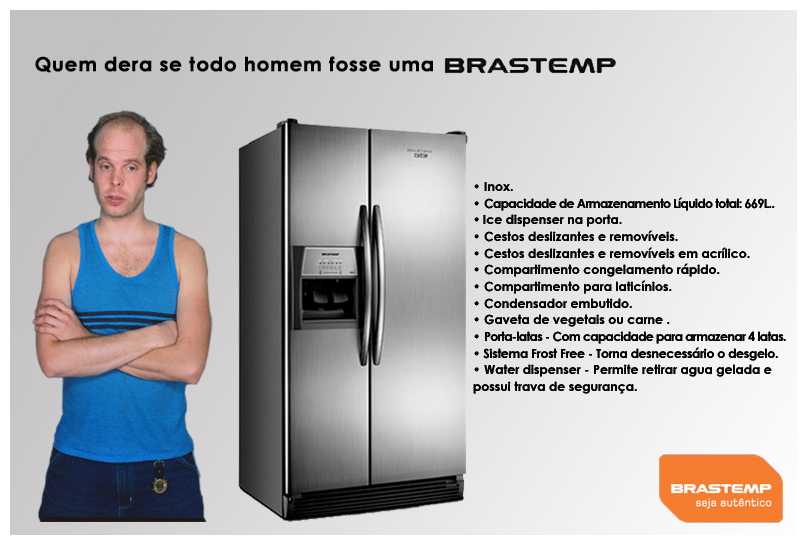 Quem dera se todo homem fosse uma BRASTEMP
• Inox.
• Capacidade de Armazenamento Líquido total: 669L..
• Ice dispenser na porta.
• Cestos deslizantes e removíveis.
• Cestos deslizantes e removíveis em acrílico.
• Compartimento congelamento rápido.
• Compartimento para laticínios.
• Condensador embutido.
• Gaveta de vegetais ou carne .
• Porta-latas - Com capacidade para armazenar 4 latas.
• Sistema Frost Free - Torna desnecessário o desgelo.
• Water dispenser - Permite retirar agua gelada e
possui trava de segurança.
BRASTEMP
seja autêntico